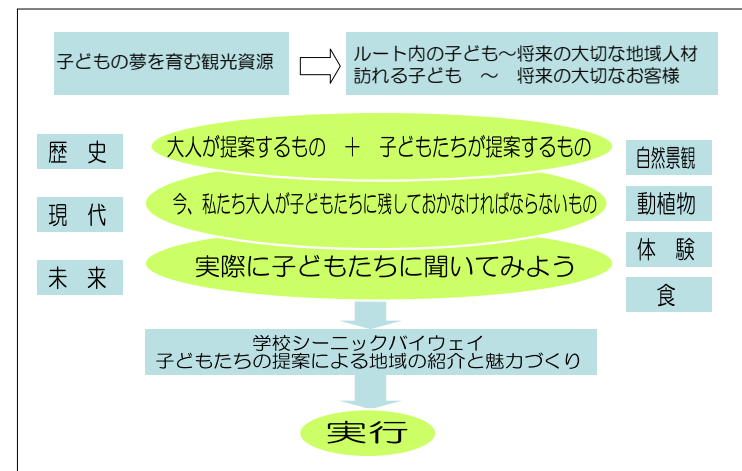 子どもの夢を育む観光資源
ルート内の子ども～将来の大切な地域人材
訪れる子ども　～　将来の大切なお客様
歴　史
現　代
未　来
大人が提案するもの　＋　子どもたちが提案するもの
今、私たち大人が子どもたちに残しておかなければならないもの
実際に子どもたちに聞いてみよう
自然景観
動植物
体　験
食
学校シーニックバイウェイ
子どもたちの提案による地域の紹介と魅力づくり
実行